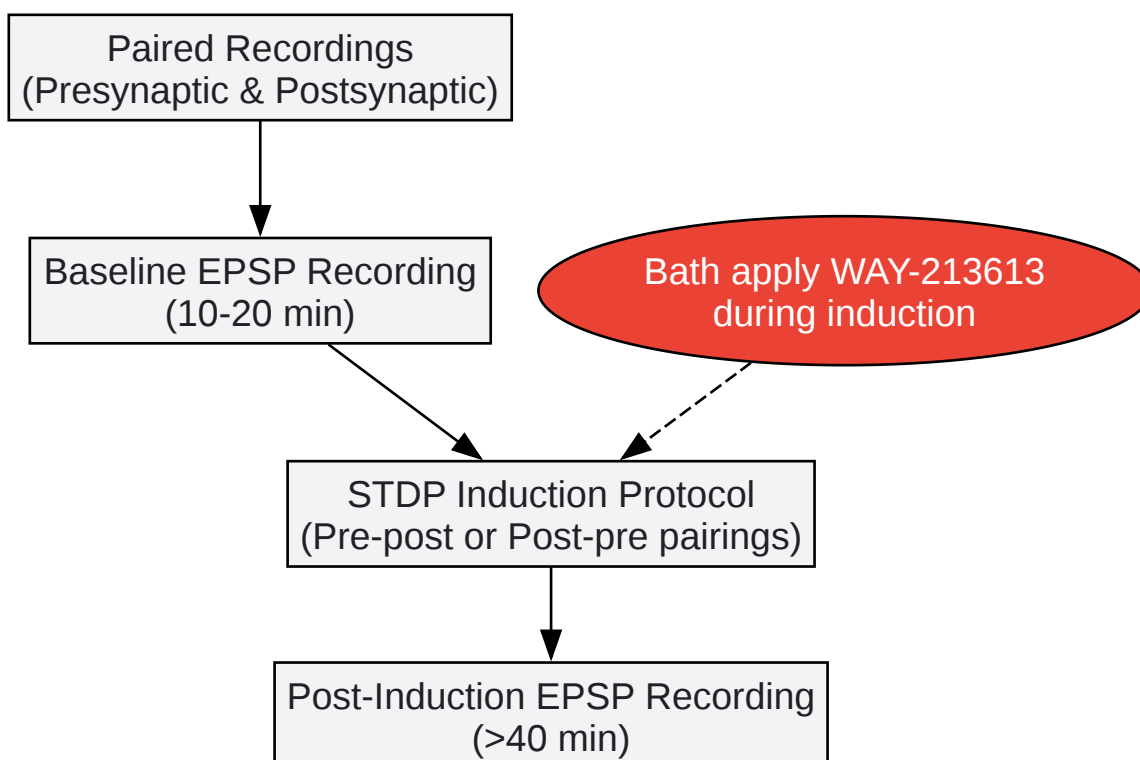 Paired Recordings
(Presynaptic & Postsynaptic)
Baseline EPSP Recording
(10-20 min)
Bath apply WAY-213613
during induction
STDP Induction Protocol
(Pre-post or Post-pre pairings)
Post-Induction EPSP Recording
(>40 min)